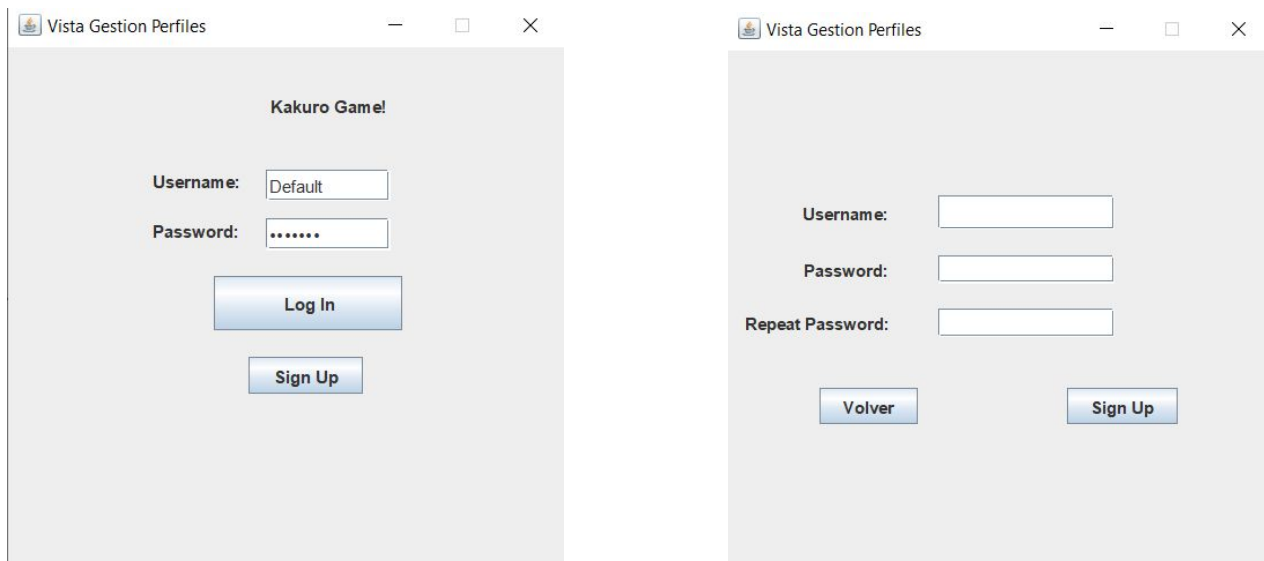 Vista Gestion Perfiles
Kakuro Game!
Username: Default
Password: •••••••
Log In
Sign Up
Vista Gestion Perfiles
Username:
Password:
Repeat Password:
Volver Sign Up